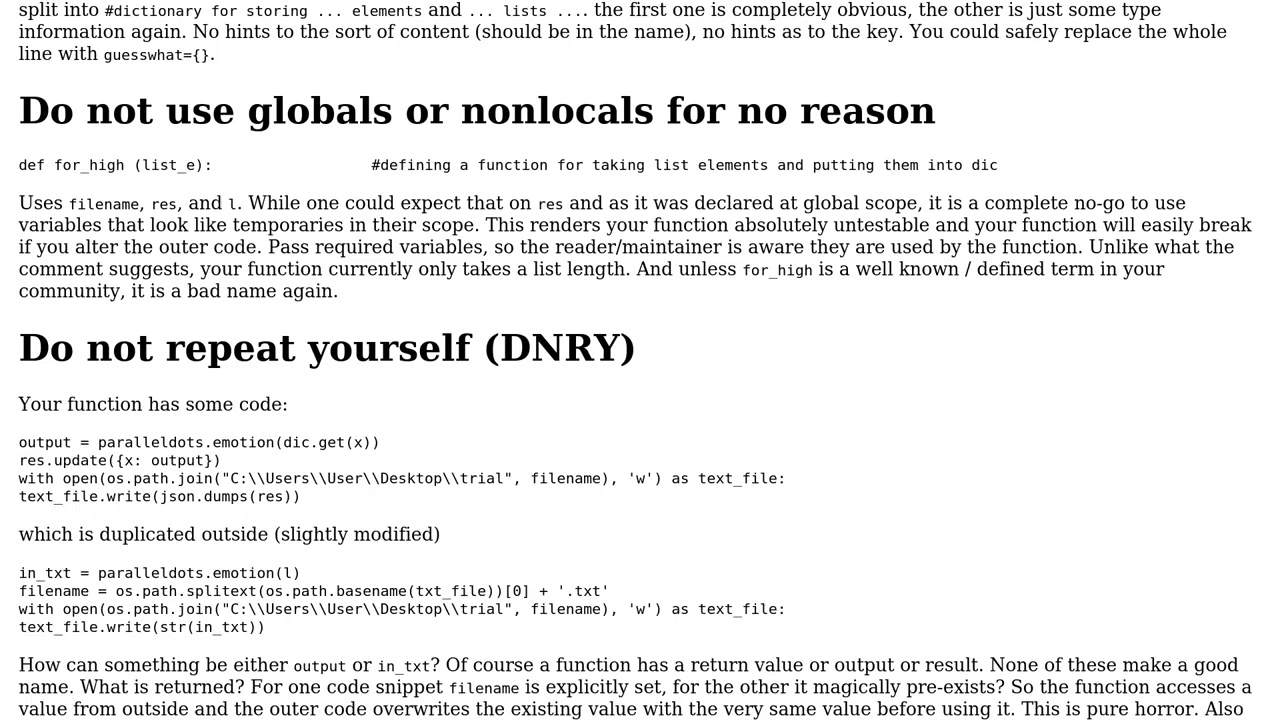 split into #dictionary for storing ... elements and ... lists .... the first one is completely obvious, the other is just some type
information again. No hints to the sort of content (should be in the name), no hints as to the key. You could safely replace the whole
line with guesswhat={}.
Do not use globals or nonlocals for no reason
def for_high (list_e):                  #defining a function for taking list elements and putting them into dic
Uses filename, res, and l. While one could expect that on res and as it was declared at global scope, it is a complete no-go to use
variables that look like temporaries in their scope. This renders your function absolutely untestable and your function will easily break
if you alter the outer code. Pass required variables, so the reader/maintainer is aware they are used by the function. Unlike what the
comment suggests, your function currently only takes a list length. And unless for_high is a well known / defined term in your
community, it is a bad name again.
Do not repeat yourself (DNRY)
Your function has some code:
output = paralleldots.emotion(dic.get(x))
res.update({x: output})
with open(os.path.join("C:\\Users\\User\\Desktop\\trial", filename), 'w') as text_file:
text_file.write(json.dumps(res))
which is duplicated outside (slightly modified)
in_txt = paralleldots.emotion(l)
filename = os.path.splitext(os.path.basename(txt_file))[0] + '.txt'
with open(os.path.join("C:\\Users\\User\\Desktop\\trial", filename), 'w') as text_file:
text_file.write(str(in_txt))
How can something be either output or in_txt? Of course a function has a return value or output or result. None of these make a good
name. What is returned? For one code snippet filename is explicitly set, for the other it magically pre-exists? So the function accesses a
value from outside and the outer code overwrites the existing value with the very same value before using it. This is pure horror. Also